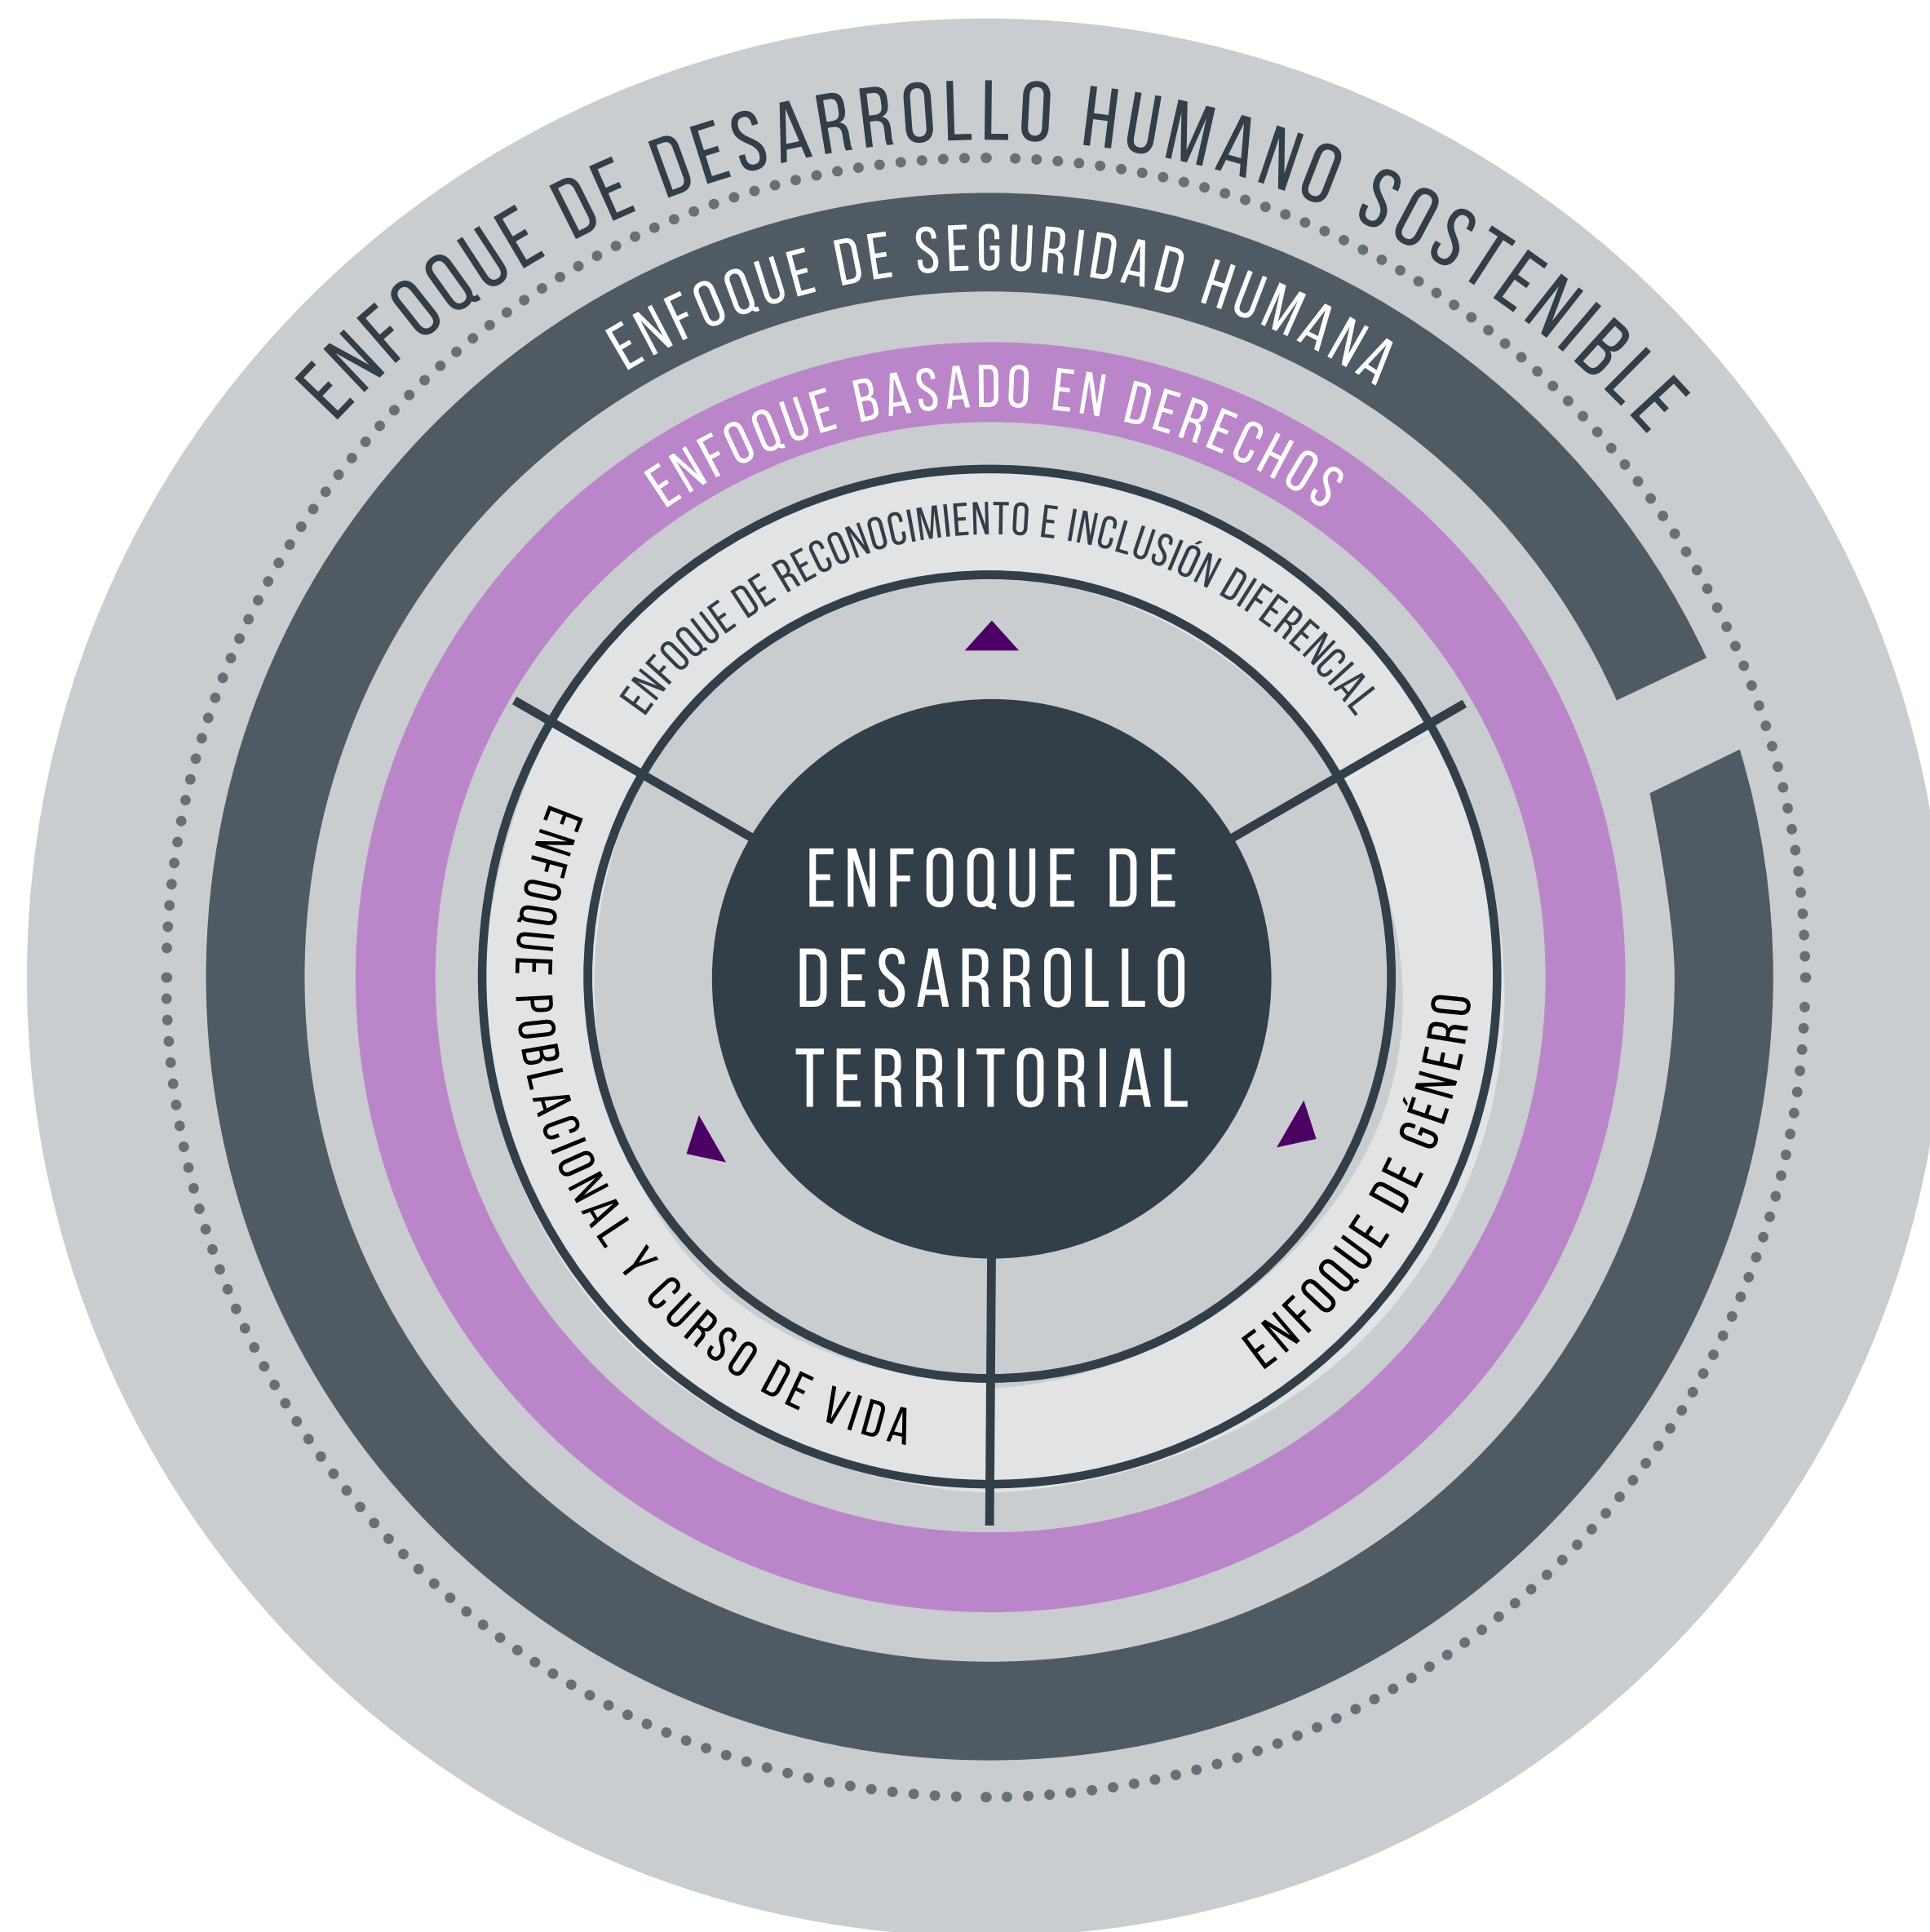 ENFOQUE DE DESARROLLO HUMANO SOSTENIBLE
ENFOQUE DE SEGURIDAD HUMANA
ENFOQUE BASADO EN DERECHOS
ENFOQUE DE RECONOCIMIENTO E INCLUSIÓN DIFERENCIAL
ENFOQUE POBLACIONAL Y CURSO DE VIDA
ENFOQUE DE GÉNERO
ENFOQUE DE
DESARROLLO
TERRITORIAL